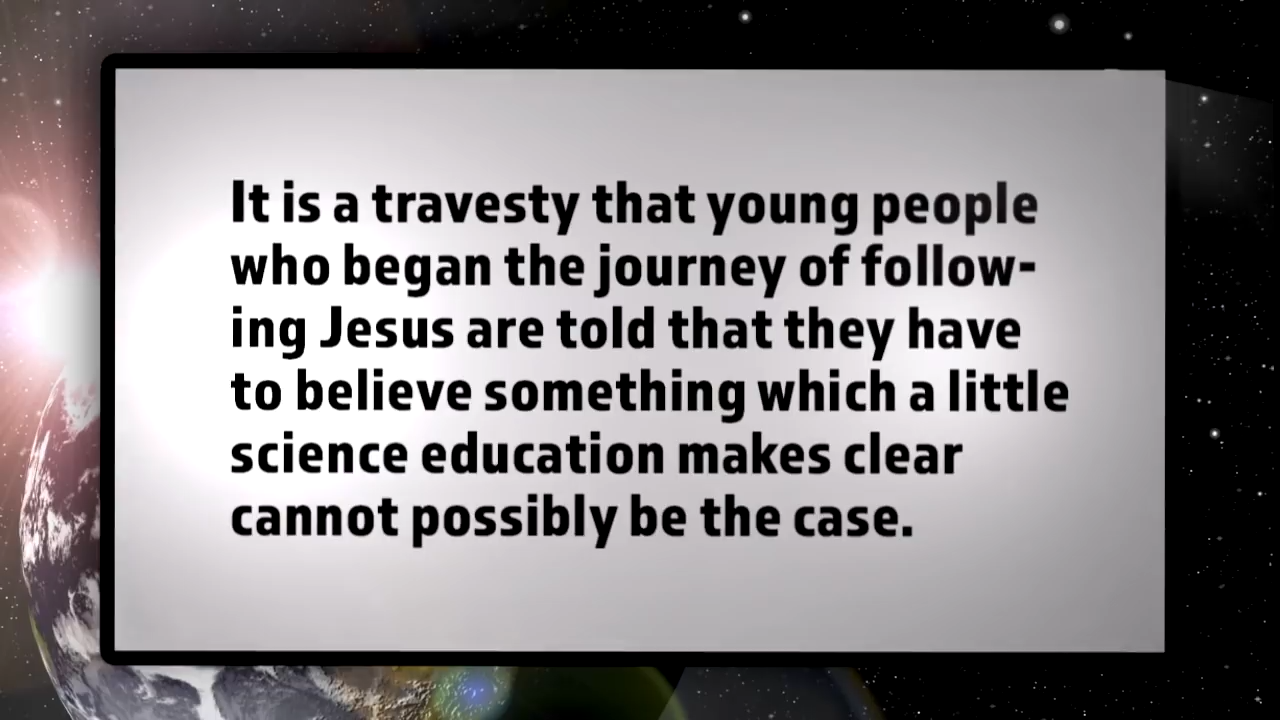 It is a travesty that young people
who began the journey of follow-
ing Jesus are told that they have
to believe something which a little
science education makes clear
cannot possibly be the case.